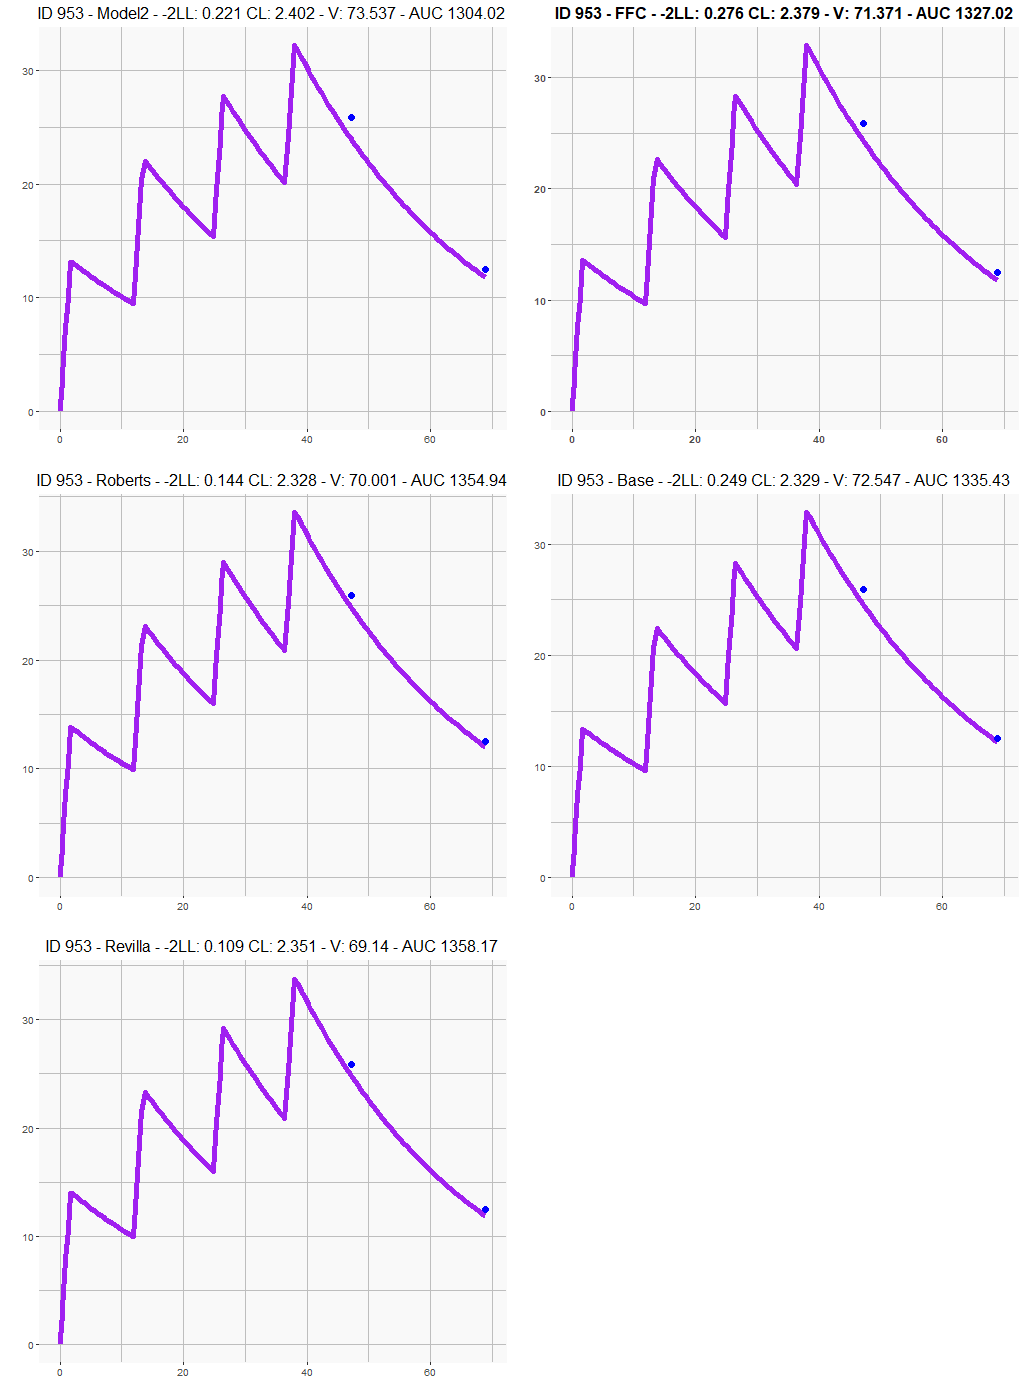 ID 953 - Model2 - -2LL: 0.221 CL: 2.402 - V: 73.537 - AUC 1304.02
30
20
10
0
0 20 40 60
ID 953 - FFC - -2LL: 0.276 CL: 2.379 - V: 71.371 - AUC 1327.02
30
20
10
0
0 20 40 60
ID 953 - Roberts - -2LL: 0.144 CL: 2.328 - V: 70.001 - AUC 1354.94
30
20
10
0
0 20 40 60
ID 953 - Base - -2LL: 0.249 CL: 2.329 - V: 72.547 - AUC 1335.43
30
20
10
0
0 20 40 60
ID 953 - Revilla - -2LL: 0.109 CL: 2.351 - V: 69.14 - AUC 1358.17
30
20
10
0
0 20 40 60